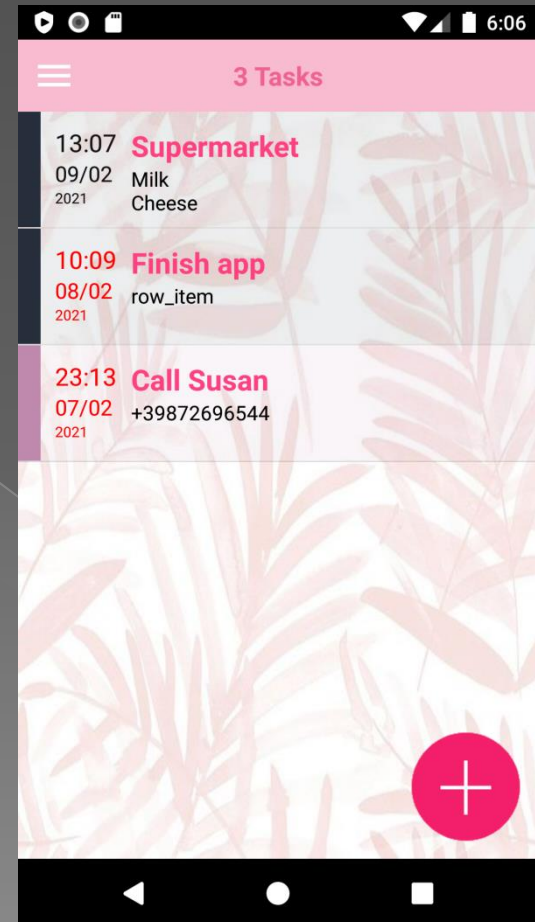 6:06
3 Tasks
13:07 Supermarket
09/02 Milk
2021 Cheese
10:09 Finish app
08/02 row_item
2021
23:13 Call Susan
07/02 +39872696544
2021